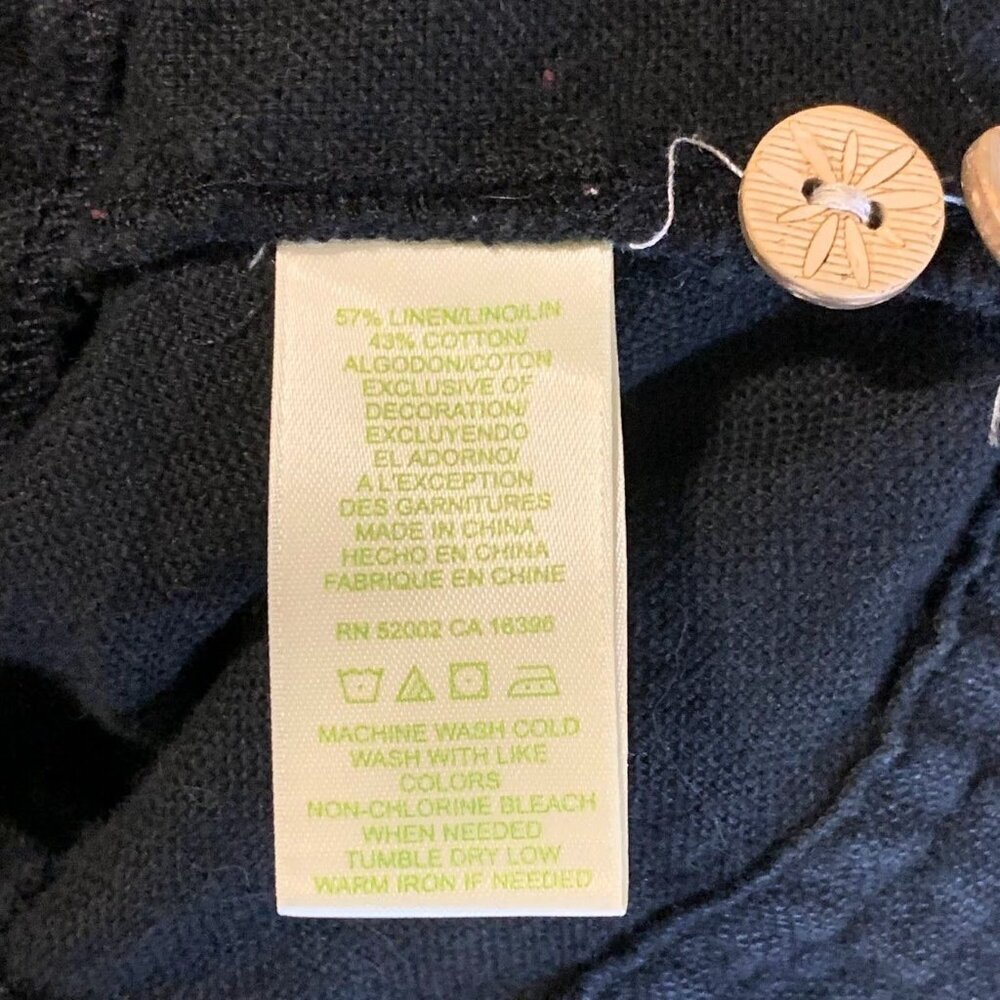 57% LINEN/LINO/LIN
43% COTTON/
ALGODON/COTON
EXCLUSIVE OF
DECORATION/
EXCLUYENDO
EL ADORNO/
A L'EXCEPTION
DES GARNITURES
MADE IN CHINA
HECHO EN CHINA
FABRIQUE EN CHINE
RN 52002 CA 16396
MACHINE WASH COLD
WASH WITH LIKE
COLORS
NON-CHLORINE BLEACH
WHEN NEEDED
TUMBLE DRY LOW
WARM IRON IF NEEDED